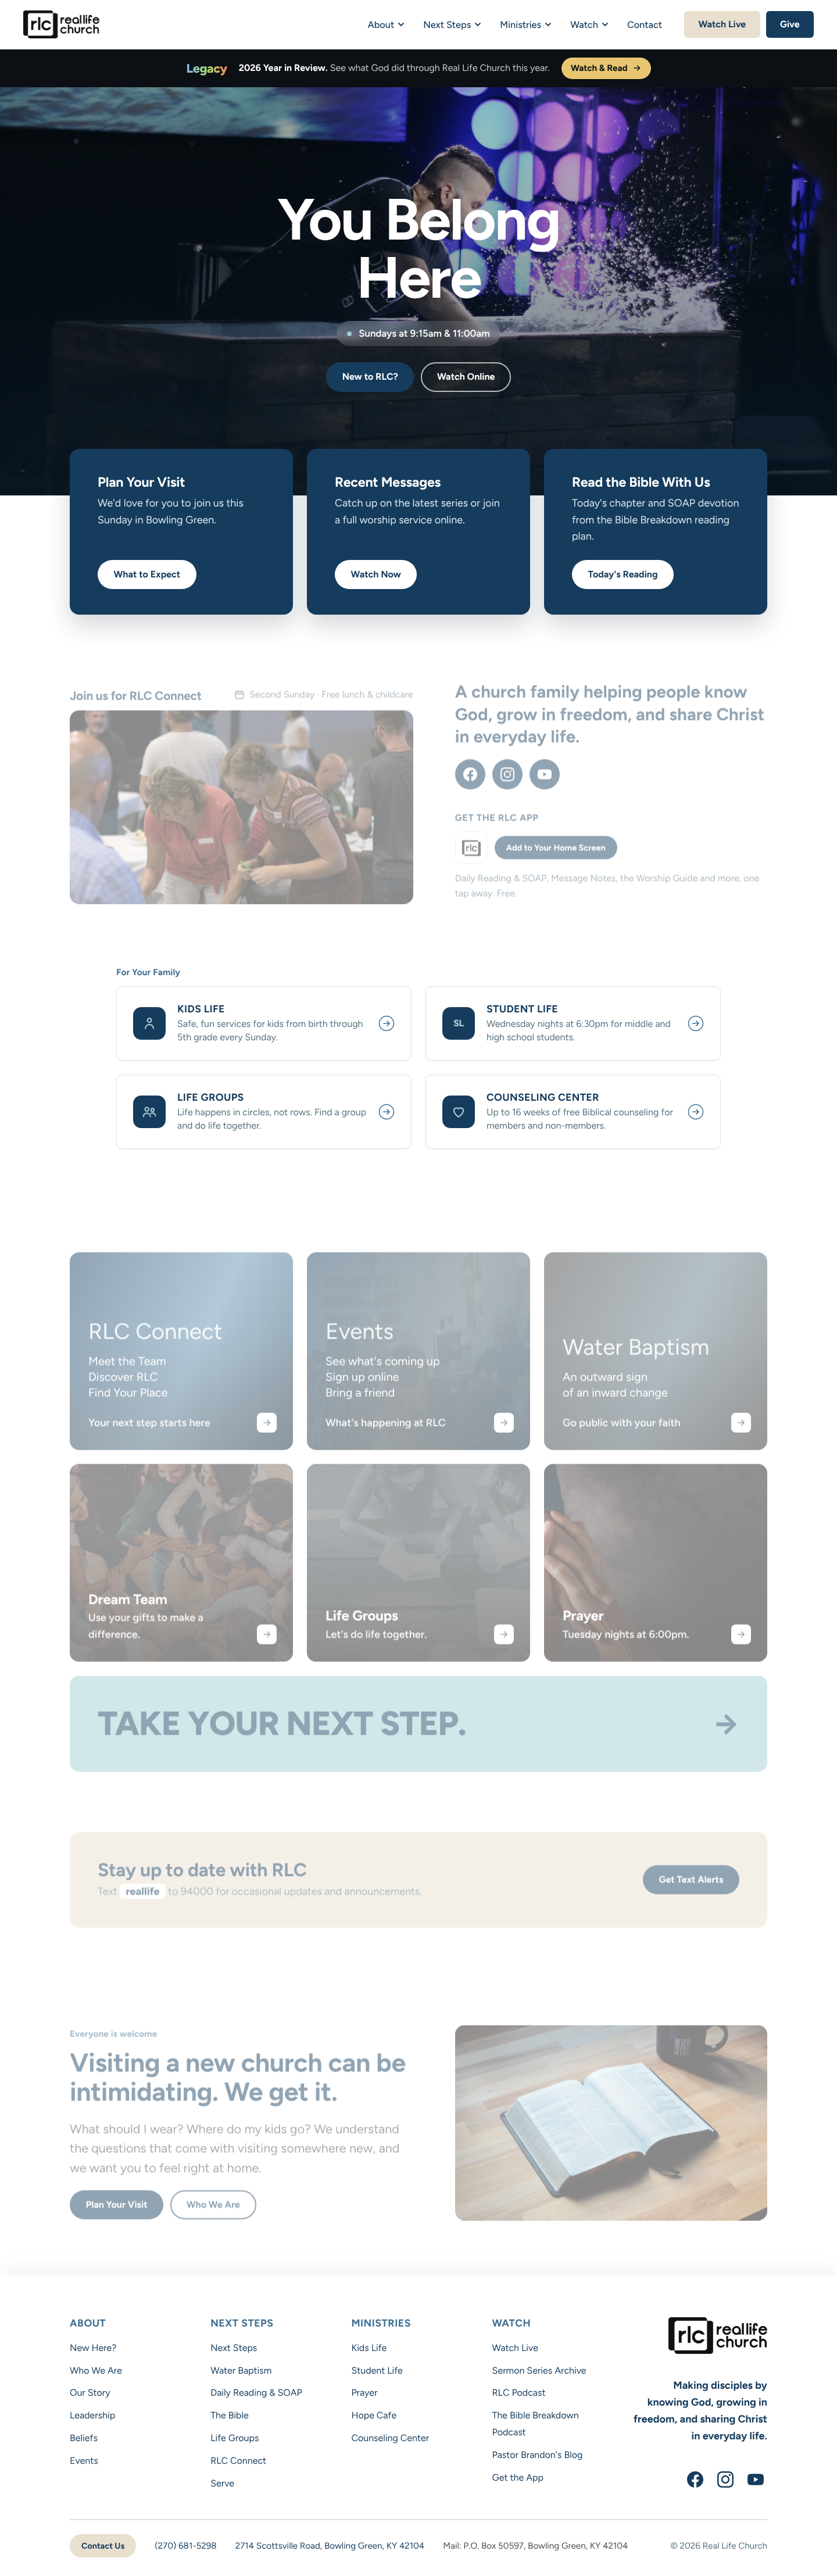 rlc reallife church
About
Next Steps
Ministries
Watch
Contact
Watch Live
Give
Legacy
2026 Year in Review. See what God did through Real Life Church this year.
Watch & Read
You Belong
Here
Sundays at 9:15am & 11:00am
New to RLC?
Watch Online
Plan Your Visit
We'd love for you to join us this
Sunday in Bowling Green.
What to Expect
Recent Messages
Catch up on the latest series or join
a full worship service online.
Watch Now
Read the Bible With Us
Today's chapter and SOAP devotion
from the Bible Breakdown reading
plan.
Today's Reading
Join us for RLC Connect
Second Sunday · Free lunch & childcare
A church family helping people know
God, grow in freedom, and share Christ
in everyday life.
GET THE RLC APP
rlc
Add to Your Home Screen
Daily Reading & SOAP, Message Notes, the Worship Guide and more, one
tap away. Free.
For Your Family
KIDS LIFE
Safe, fun services for kids from birth through
5th grade every Sunday.
SL
STUDENT LIFE
Wednesday nights at 6:30pm for middle and
high school students.
LIFE GROUPS
Life happens in circles, not rows. Find a group
and do life together.
COUNSELING CENTER
Up to 16 weeks of free Biblical counseling for
members and non-members.
RLC Connect
Meet the Team
Discover RLC
Find Your Place
Your next step starts here
Events
See what's coming up
Sign up online
Bring a friend
What's happening at RLC
Water Baptism
An outward sign
of an inward change
Go public with your faith
Dream Team
Use your gifts to make a
difference.
Life Groups
Let's do life together.
Prayer
Tuesday nights at 6:00pm.
TAKE YOUR NEXT STEP.
Stay up to date with RLC
Text reallife to 94000 for occasional updates and announcements.
Get Text Alerts
Everyone is welcome
Visiting a new church can be
intimidating. We get it.
What should I wear? Where do my kids go? We understand
the questions that come with visiting somewhere new, and
we want you to feel right at home.
Plan Your Visit
Who We Are
ABOUT
New Here?
Who We Are
Our Story
Leadership
Beliefs
Events
NEXT STEPS
Next Steps
Water Baptism
Daily Reading & SOAP
The Bible
Life Groups
RLC Connect
Serve
MINISTRIES
Kids Life
Student Life
Prayer
Hope Cafe
Counseling Center
WATCH
Watch Live
Sermon Series Archive
RLC Podcast
The Bible Breakdown
Podcast
Pastor Brandon's Blog
Get the App
rlc reallife church
Making disciples by
knowing God, growing in
freedom, and sharing Christ
in everyday life.
Contact Us
(270) 681-5298
2714 Scottsville Road, Bowling Green, KY 42104
Mail: P.O. Box 50597, Bowling Green, KY 42104
© 2026 Real Life Church